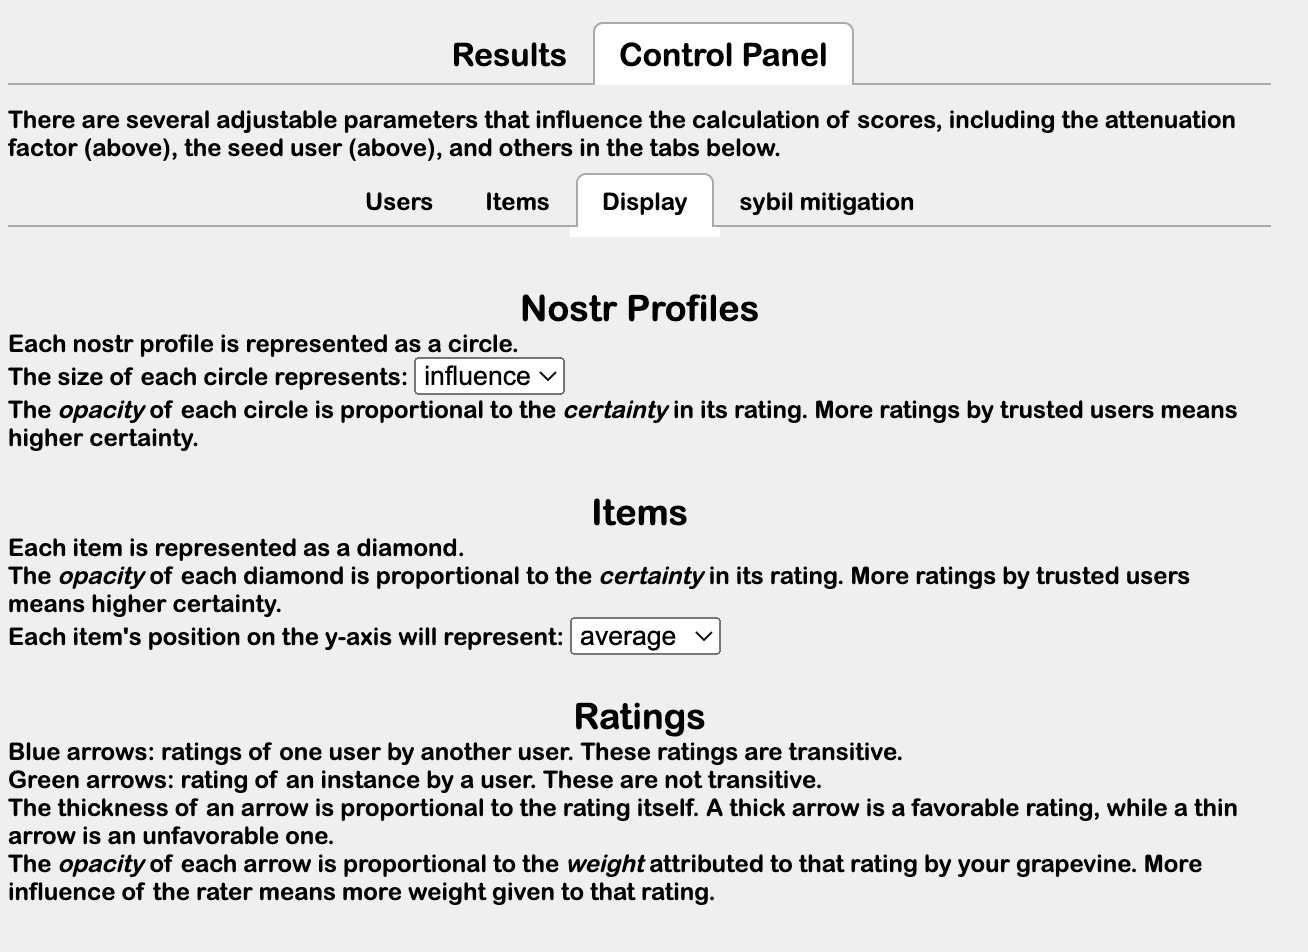 Results Control Panel
There are several adjustable parameters that influence the calculation of scores, including the attenuation
factor (above), the seed user (above), and others in the tabs below.
Users Items Display sybil mitigation
Nostr Profiles
Each nostr profile is represented as a circle.
The size of each circle represents: influence
The opacity of each circle is proportional to the certainty in its rating. More ratings by trusted users means
higher certainty.
Items
Each item is represented as a diamond.
The opacity of each diamond is proportional to the certainty in its rating. More ratings by trusted users
means higher certainty.
Each item's position on the y-axis will represent: average
Ratings
Blue arrows: ratings of one user by another user. These ratings are transitive.
Green arrows: rating of an instance by a user. These are not transitive.
The thickness of an arrow is proportional to the rating itself. A thick arrow is a favorable rating, while a thin
arrow is an unfavorable one.
The opacity of each arrow is proportional to the weight attributed to that rating by your grapevine. More
influence of the rater means more weight given to that rating.